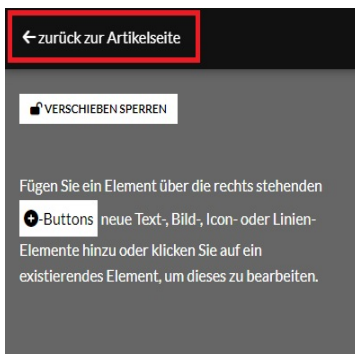 zurück zur Artikelseite
VERSCHIEBEN SPERREN
Fügen Sie ein Element über die rechts stehenden
-Buttons neue Text-, Bild-, Icon- oder Linien-
Elemente hinzu oder klicken Sie auf ein
existierendes Element, um dieses zu bearbeiten.